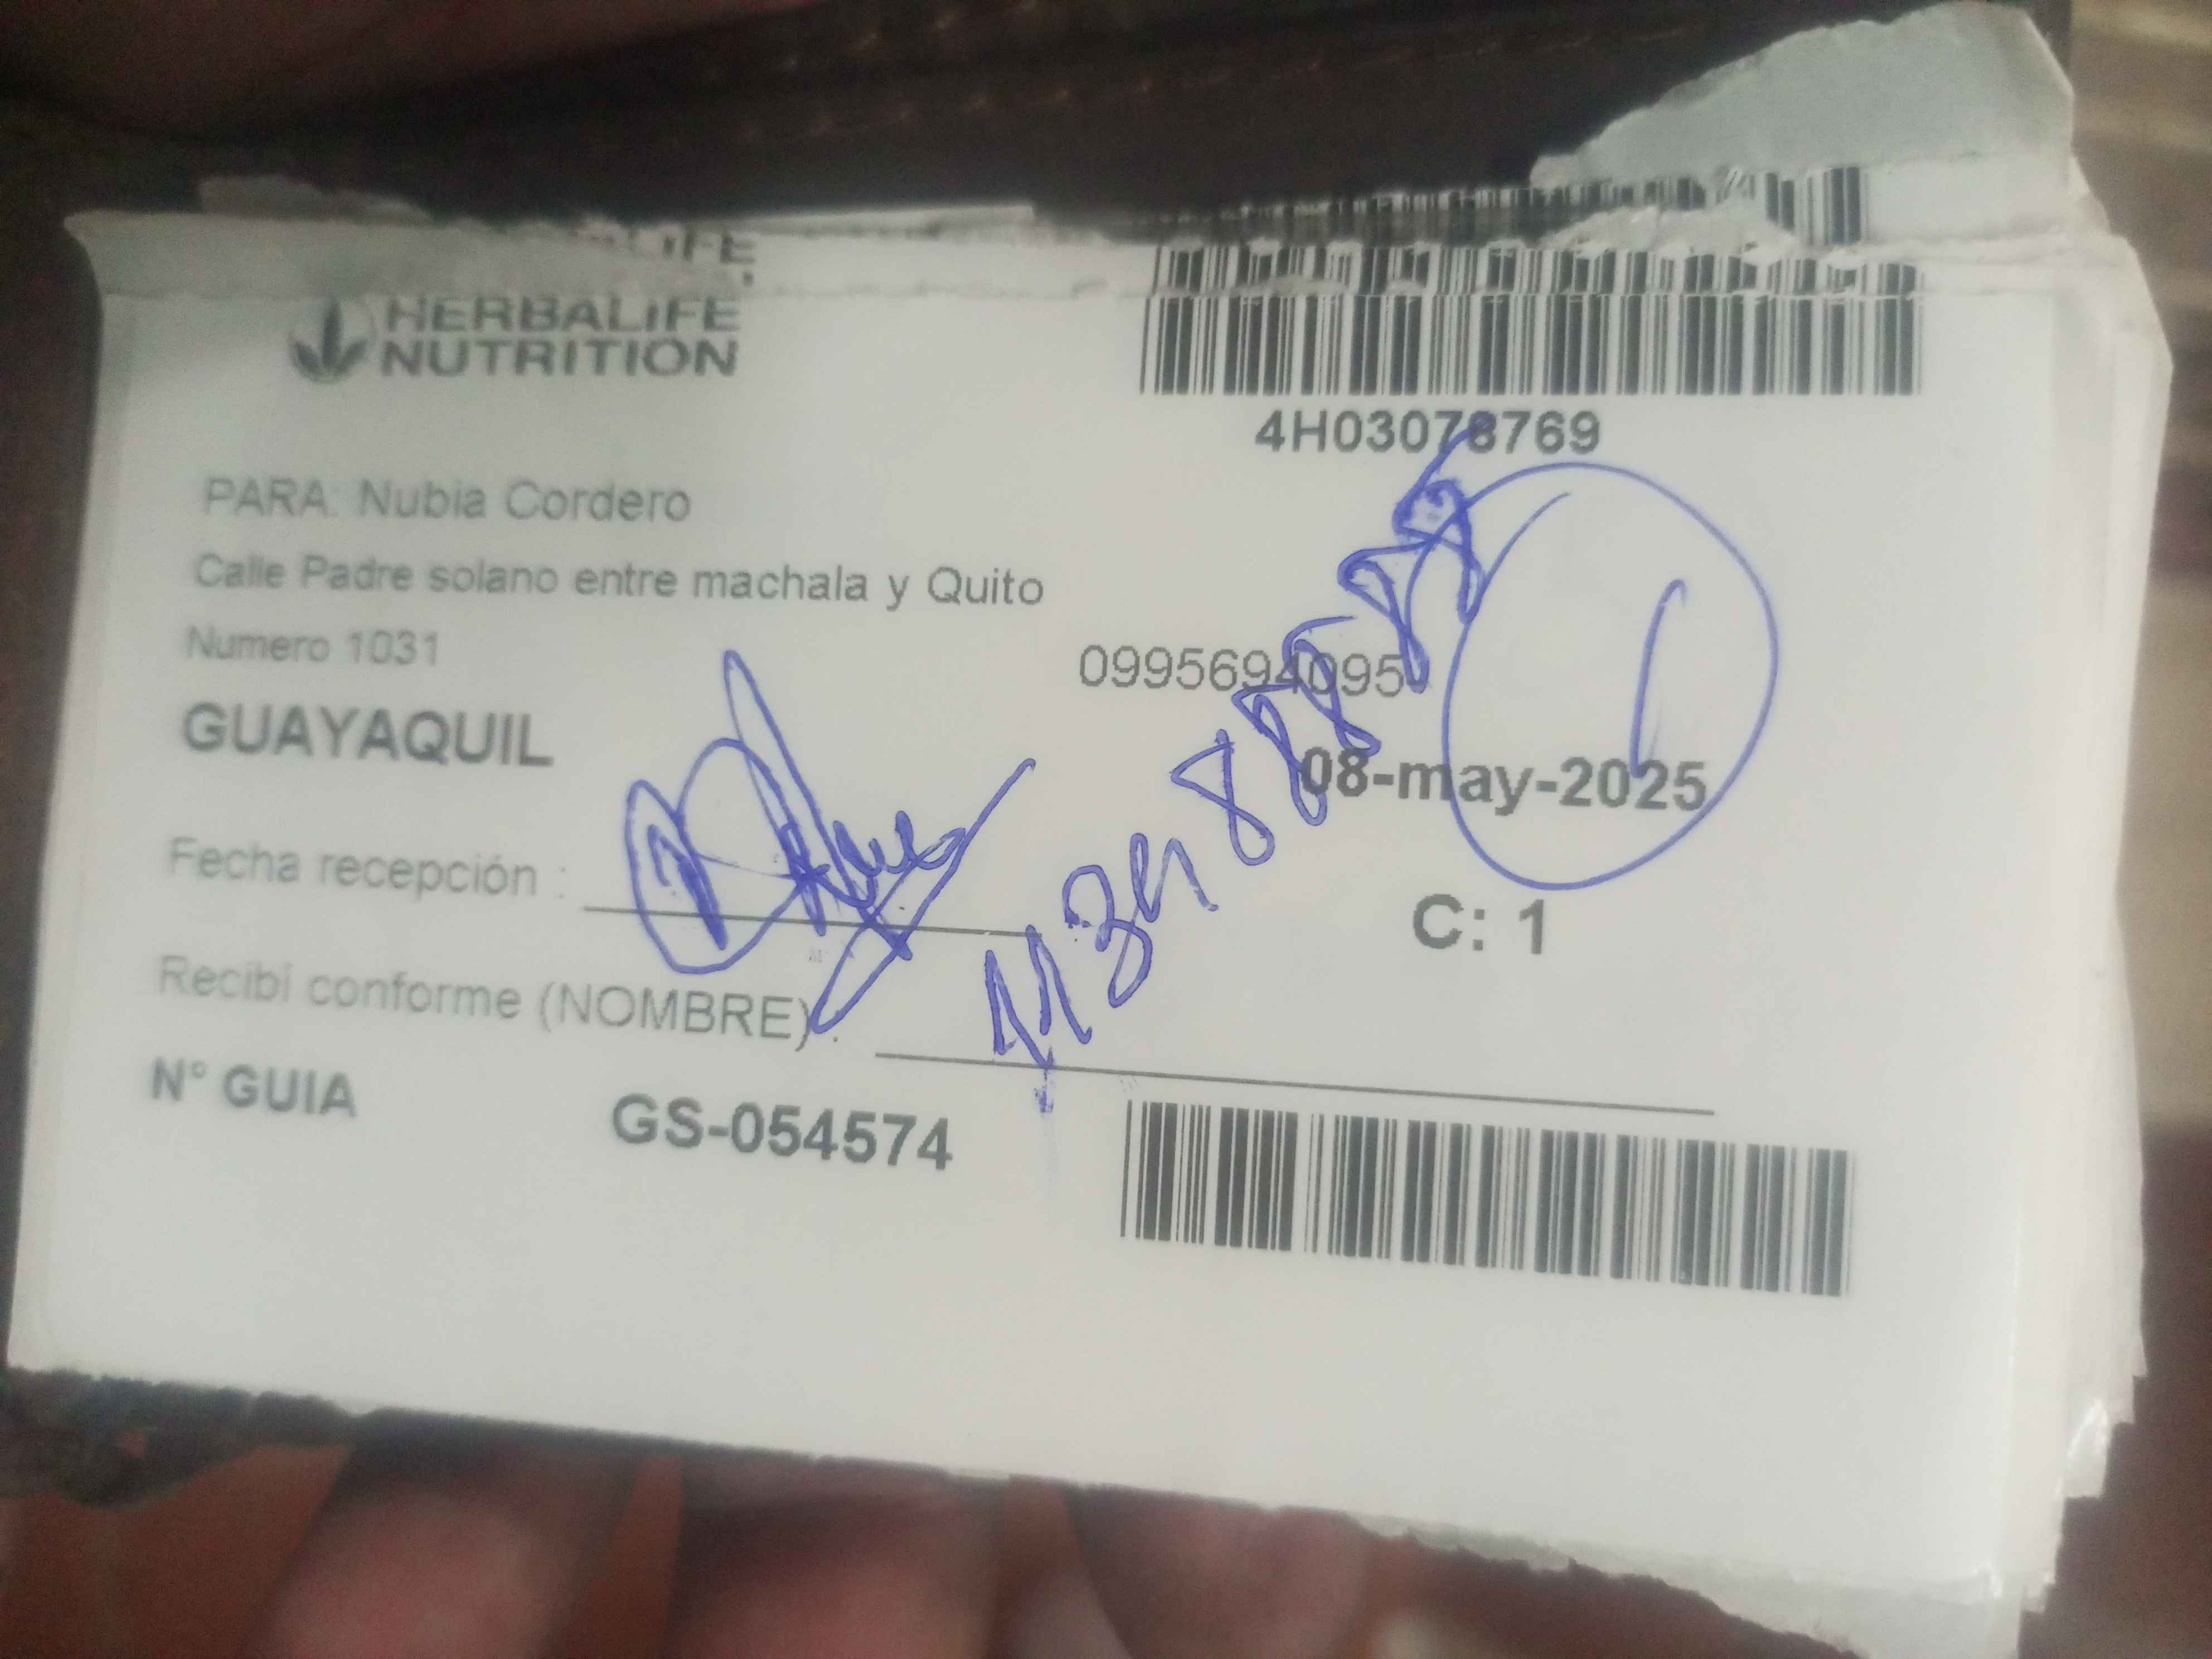 HERBALIFE
NUTRITION
4H03078769
PARA: Nubia Cordero
Calle Padre solano entre machala y Quito
Numero 1031
0995694095
GUAYAQUIL
08-may-2025
Fecha recepción :
C: 1
Recibi conforme (NOMBRE) :
N° GUIA
GS-054574